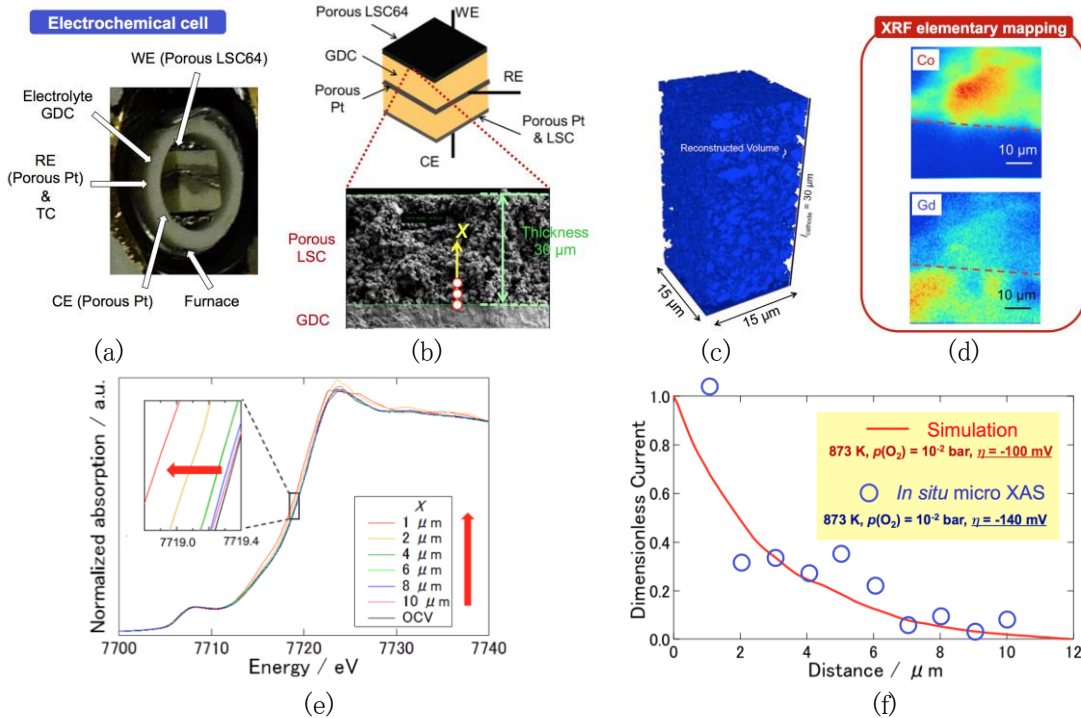 Electrochemical cell
WE (Porous LSC64)
Electrolyte
GDC
RE
(Porous Pt)
&
TC
CE (Porous Pt)
Furnace
(a)
Porous LSC64
WE
GDC
RE
Porous
Pt
Porous Pt
& LSC
CE
Porous
LSC
X
Thickness
30 μm
GDC
(b)
Reconstructed Volume
lcathode = 30 μm
15 μm
15 μm
(c)
XRF elementary mapping
Co
10 μm
Gd
10 μm
(d)
Normalized absorption / a.u.
7719.0
7719.4
X
1 μm
2 μm
4 μm
6 μm
8 μm
10 μm
OCV
7700
7710
7720
7730
7740
Energy / eV
(e)
Dimensionless Current
1.0
0.8
0.6
0.4
0.2
0.0
Simulation
873 K, p(O₂) = 10⁻² bar, η = -100 mV
In situ micro XAS
873 K, p(O₂) = 10⁻² bar, η = -140 mV
0
2
4
6
8
10
12
Distance / μm
(f)